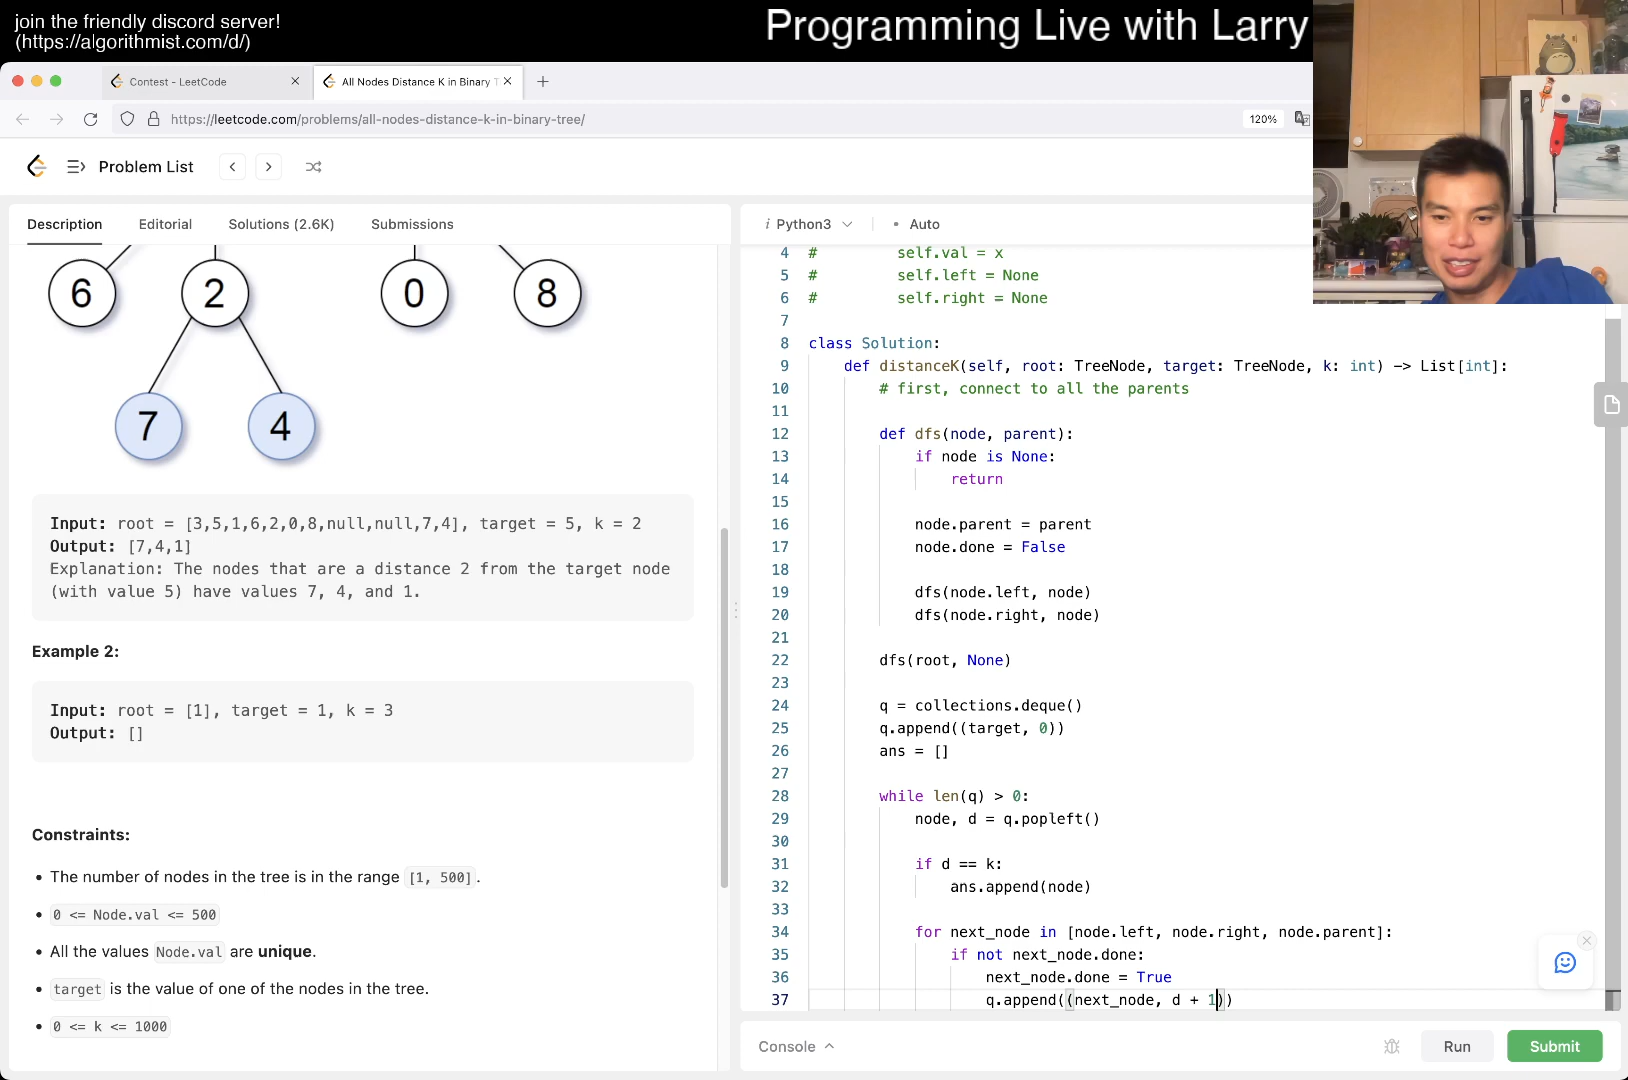 join the friendly discord server!
(https://algorithmist.com/d/)
Programming Live with Larry
Contest - LeetCode
All Nodes Distance K in Binary T
https://leetcode.com/problems/all-nodes-distance-k-in-binary-tree/
120%
Problem List
Description
Editorial
Solutions (2.6K)
Submissions
6
2
0
8
7
4
Input: root = [3,5,1,6,2,0,8,null,null,7,4], target = 5, k = 2
Output: [7,4,1]
Explanation: The nodes that are a distance 2 from the target node
(with value 5) have values 7, 4, and 1.
Example 2:
Input: root = [1], target = 1, k = 3
Output: []
Constraints:
• The number of nodes in the tree is in the range [1, 500].
• 0 <= Node.val <= 500
• All the values Node.val are unique.
• target is the value of one of the nodes in the tree.
• 0 <= k <= 1000
i Python3
• Auto
4 #         self.val = x
5 #         self.left = None
6 #         self.right = None
7
8 class Solution:
9     def distanceK(self, root: TreeNode, target: TreeNode, k: int) -> List[int]:
10         # first, connect to all the parents
11
12         def dfs(node, parent):
13             if node is None:
14                 return
15
16             node.parent = parent
17             node.done = False
18
19             dfs(node.left, node)
20             dfs(node.right, node)
21
22         dfs(root, None)
23
24         q = collections.deque()
25         q.append((target, 0))
26         ans = []
27
28         while len(q) > 0:
29             node, d = q.popleft()
30
31             if d == k:
32                 ans.append(node)
33
34             for next_node in [node.left, node.right, node.parent]:
35                 if not next_node.done:
36                     next_node.done = True
37                     q.append((next_node, d + 1))
Console
Run
Submit